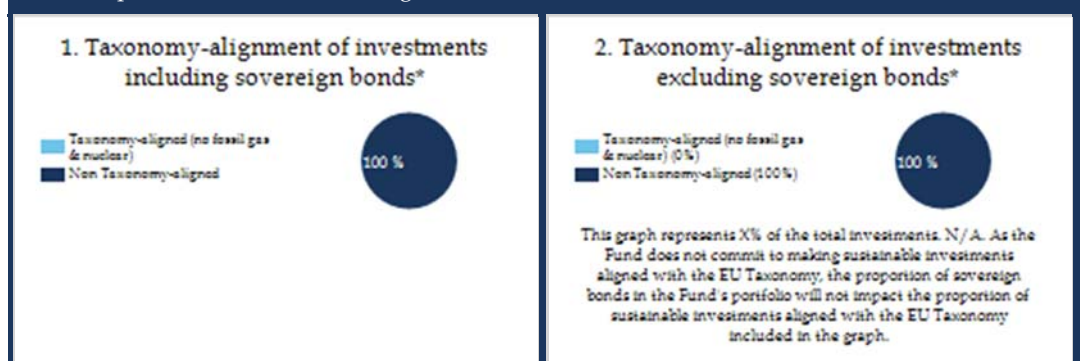 1. Taxonomy-alignment of investments
including sovereign bonds*
Taxonomy-aligned (no fossil gas
& nuclear)
Non Taxonomy-aligned
100 %
2. Taxonomy-alignment of investments
excluding sovereign bonds*
Taxonomy-aligned (no fossil gas
& nuclear) (0%)
Non Taxonomy-aligned (100%)
100 %
This graph represents X% of the total investments. N/A. As the
Fund does not commit to making sustainable investments
aligned with the EU Taxonomy, the proportion of sovereign
bonds in the Fund's portfolio will not impact the proportion of
sustainable investments aligned with the EU Taxonomy
included in the graph.